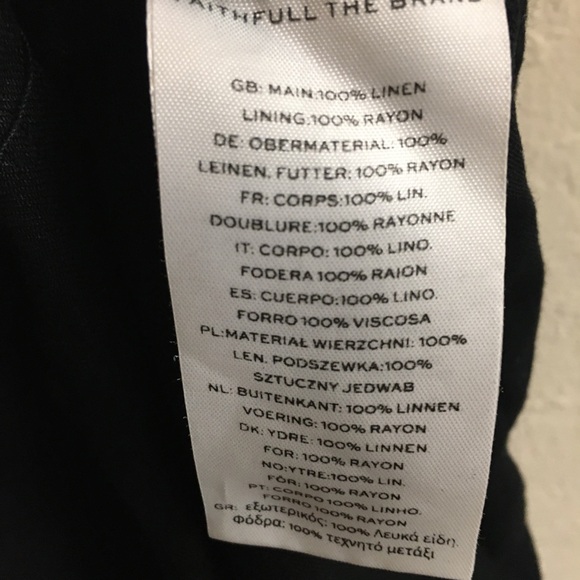 FAITHFULL THE BRAND
GB: MAIN:100% LINEN
LINING:100% RAYON
DE: OBERMATERIAL: 100%
LEINEN, FUTTER: 100% RAYON
FR: CORPS:100% LIN.
DOUBLURE:100% RAYONNE
IT: CORPO: 100% LINO.
FODERA 100% RAION
ES: CUERPO:100% LINO.
FORRO 100% VISCOSA
PL:MATERIAŁ WIERZCHNI: 100%
LEN. PODSZEWKA:100%
SZTUCZNY JEDWAB
NL: BUITENKANT: 100% LINNEN
VOERING: 100% RAYON
DK: YDRE: 100% LINNEN
FOR: 100% RAYON
NO:YTRE:100% LIN.
FÔR: 100% RAYON
PT: CORPO 100% LINHO.
FORRO 100% RAYON
GR: εξωτερικός: 100% Λευκά είδη.
Φόδρα: 100% τεχνητό μετάξι